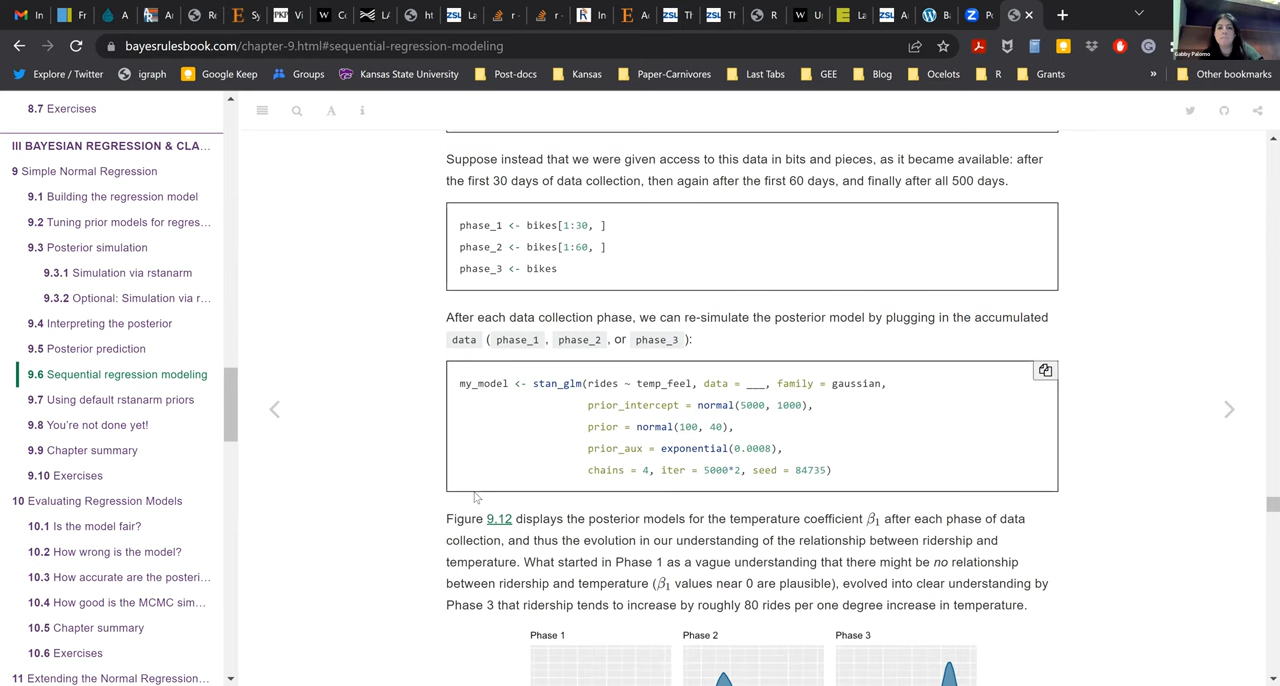 Fr
A
Ar
Re
Sy
Vi
Co
LA
ht
La
r -
r -
In
A
Th
Th
R
U
La
A
B
P
Gabby Palomo
bayesrulesbook.com/chapter-9.html#sequential-regression-modeling
Explore / Twitter
igraph
Google Keep
Groups
Kansas State University
Post-docs
Kansas
Paper-Carnivores
Last Tabs
GEE
Blog
Ocelots
R
Grants
»
Other bookmarks
8.7 Exercises
III BAYESIAN REGRESSION & CLA...
9 Simple Normal Regression
9.1 Building the regression model
9.2 Tuning prior models for regres...
9.3 Posterior simulation
9.3.1 Simulation via rstanarm
9.3.2 Optional: Simulation via r...
9.4 Interpreting the posterior
9.5 Posterior prediction
9.6 Sequential regression modeling
9.7 Using default rstanarm priors
9.8 You're not done yet!
9.9 Chapter summary
9.10 Exercises
10 Evaluating Regression Models
10.1 Is the model fair?
10.2 How wrong is the model?
10.3 How accurate are the posteri...
10.4 How good is the MCMC sim...
10.5 Chapter summary
10.6 Exercises
11 Extending the Normal Regression...
Suppose instead that we were given access to this data in bits and pieces, as it became available: after
the first 30 days of data collection, then again after the first 60 days, and finally after all 500 days.
phase_1 <- bikes[1:30, ]
phase_2 <- bikes[1:60, ]
phase_3 <- bikes
After each data collection phase, we can re-simulate the posterior model by plugging in the accumulated
data ( phase_1 , phase_2 , or phase_3 ):
my_model <- stan_glm(rides ~ temp_feel, data = ___, family = gaussian,
prior_intercept = normal(5000, 1000),
prior = normal(100, 40),
prior_aux = exponential(0.0008),
chains = 4, iter = 5000*2, seed = 84735)
Figure 9.12 displays the posterior models for the temperature coefficient β₁ after each phase of data
collection, and thus the evolution in our understanding of the relationship between ridership and
temperature. What started in Phase 1 as a vague understanding that there might be no relationship
between ridership and temperature (β₁ values near 0 are plausible), evolved into clear understanding by
Phase 3 that ridership tends to increase by roughly 80 rides per one degree increase in temperature.
Phase 1
Phase 2
Phase 3